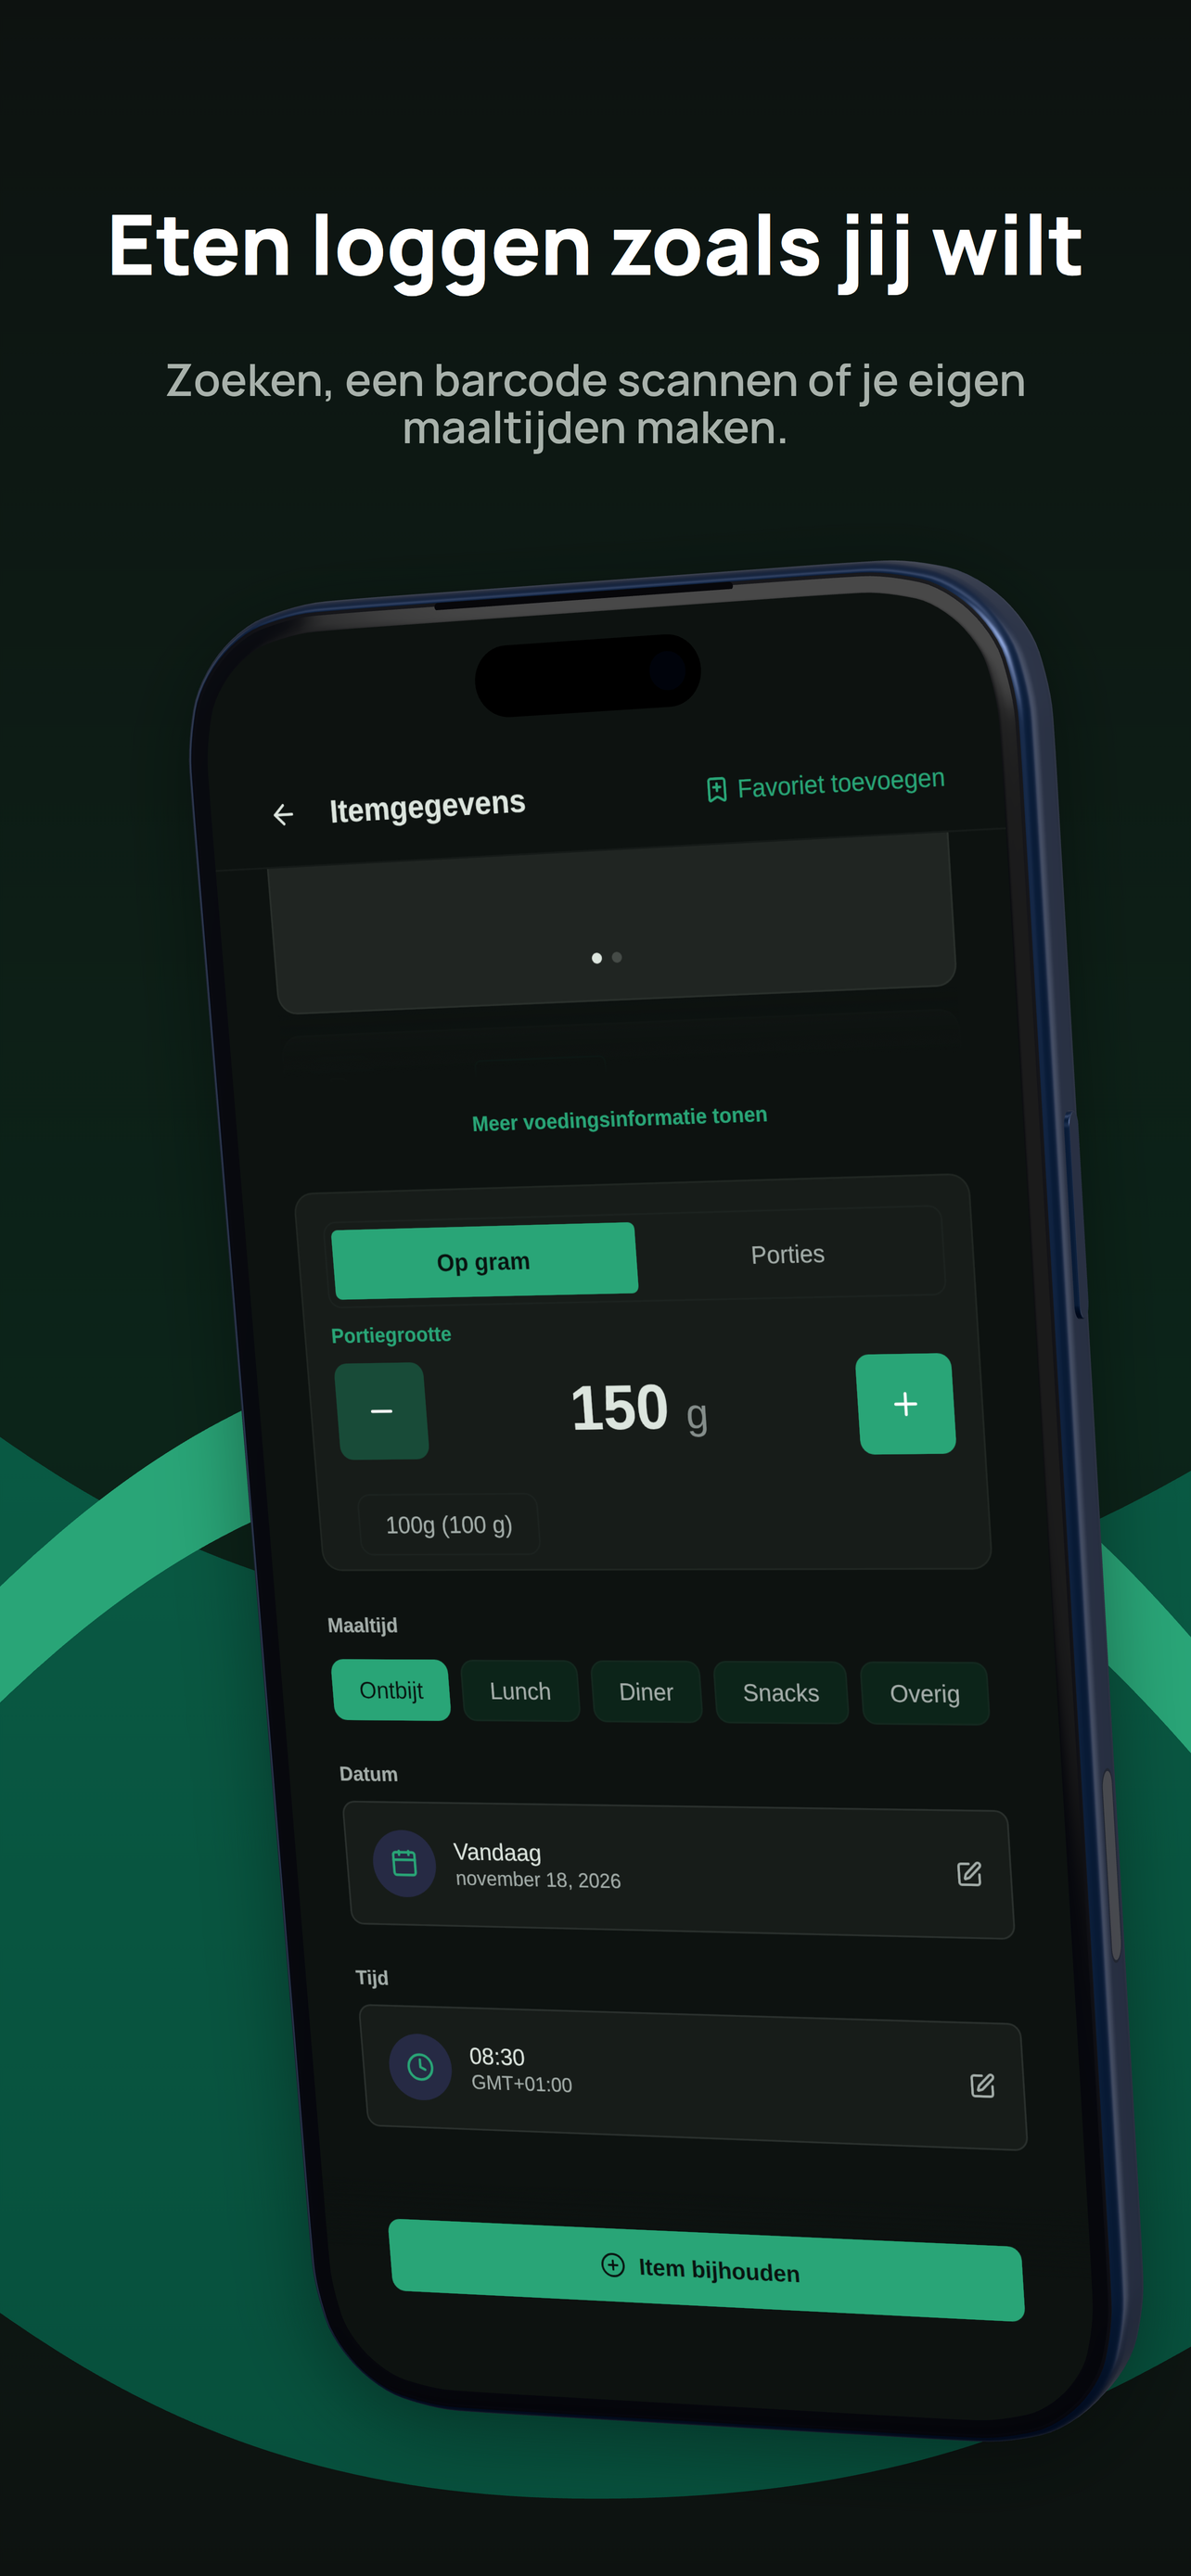 Eten loggen zoals jij wilt
Zoeken, een barcode scannen of je eigen
maaltijden maken.
Itemgegevens
Favoriet toevoegen
Meer voedingsinformatie tonen
Op gram
Porties
Portiegrootte
150 g
100g (100 g)
Maaltijd
Ontbijt
Lunch
Diner
Snacks
Overig
Datum
Vandaag
november 18, 2026
Tijd
08:30
GMT+01:00
Item bijhouden